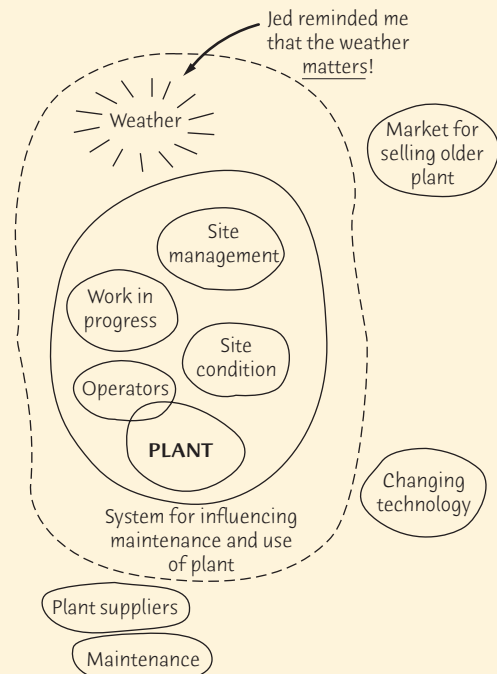 Jed reminded me
that the weather
matters!
Weather
Market for
selling older
plant
Site
management
Work in
progress
Site
condition
Operators
PLANT
Changing
technology
System for influencing
maintenance and use
of plant
Plant suppliers
Maintenance